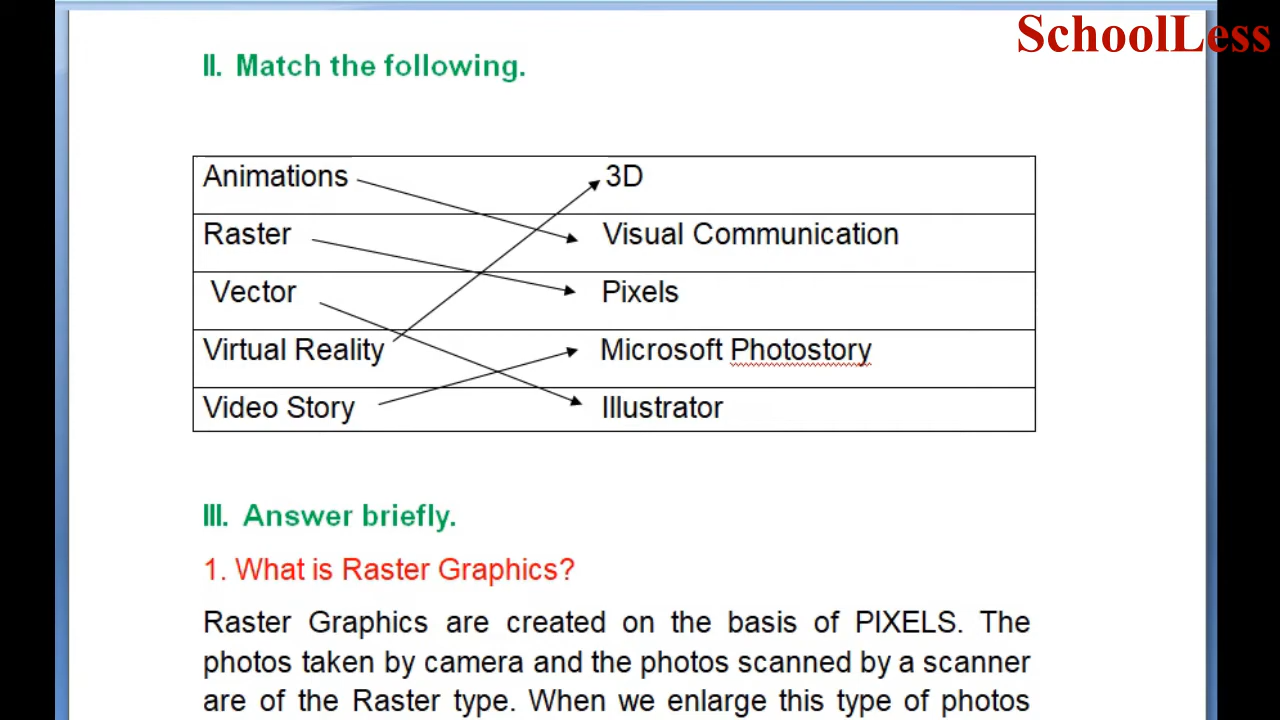 SchoolLess
II. Match the following.
Animations 3D
Raster Visual Communication
Vector Pixels
Virtual Reality Microsoft Photostory
Video Story Illustrator
III. Answer briefly.
1. What is Raster Graphics?
Raster Graphics are created on the basis of PIXELS. The
photos taken by camera and the photos scanned by a scanner
are of the Raster type. When we enlarge this type of photos